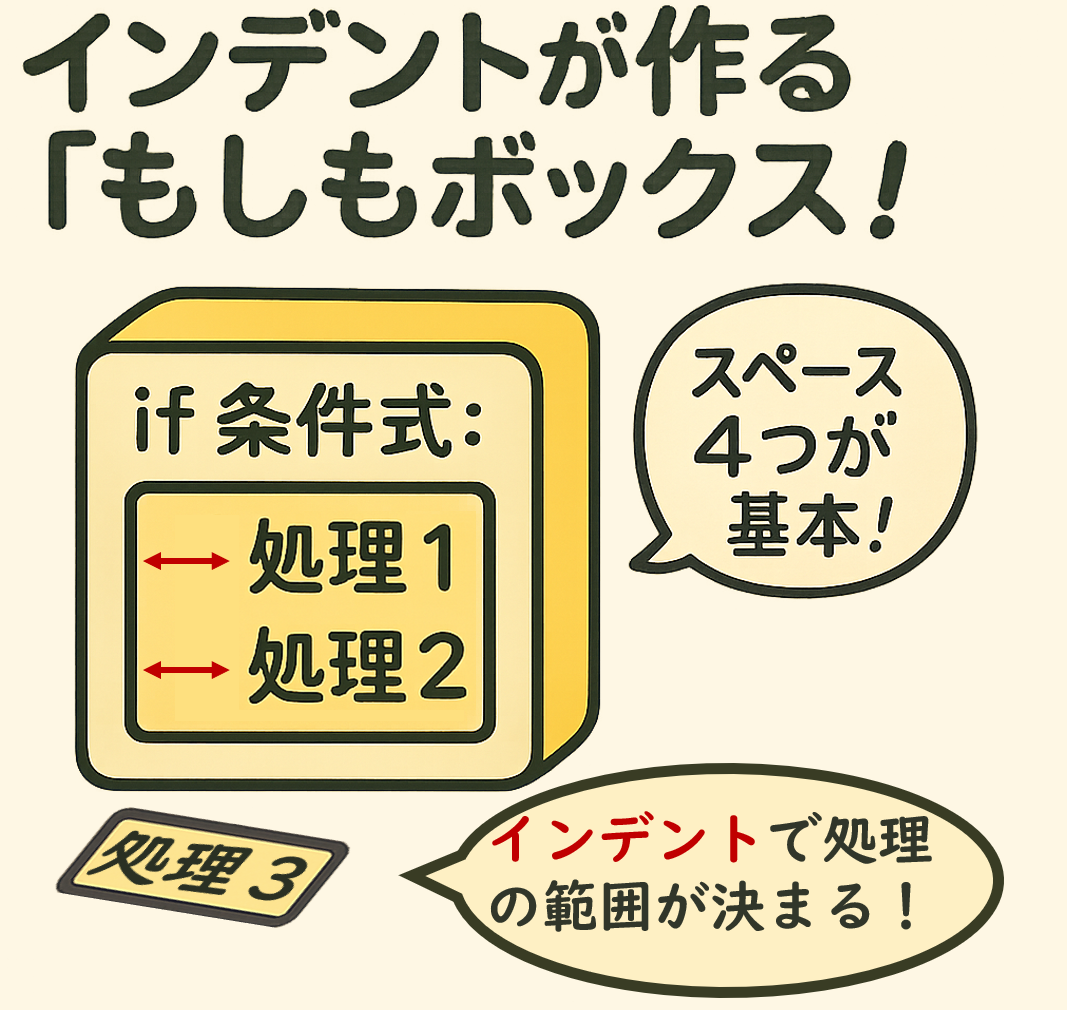 インデントが作る
「もしもボックス！
if 条件式:
処理1
処理2
スペース
4つが
基本！
処理3
インデントで処理
の範囲が決まる！